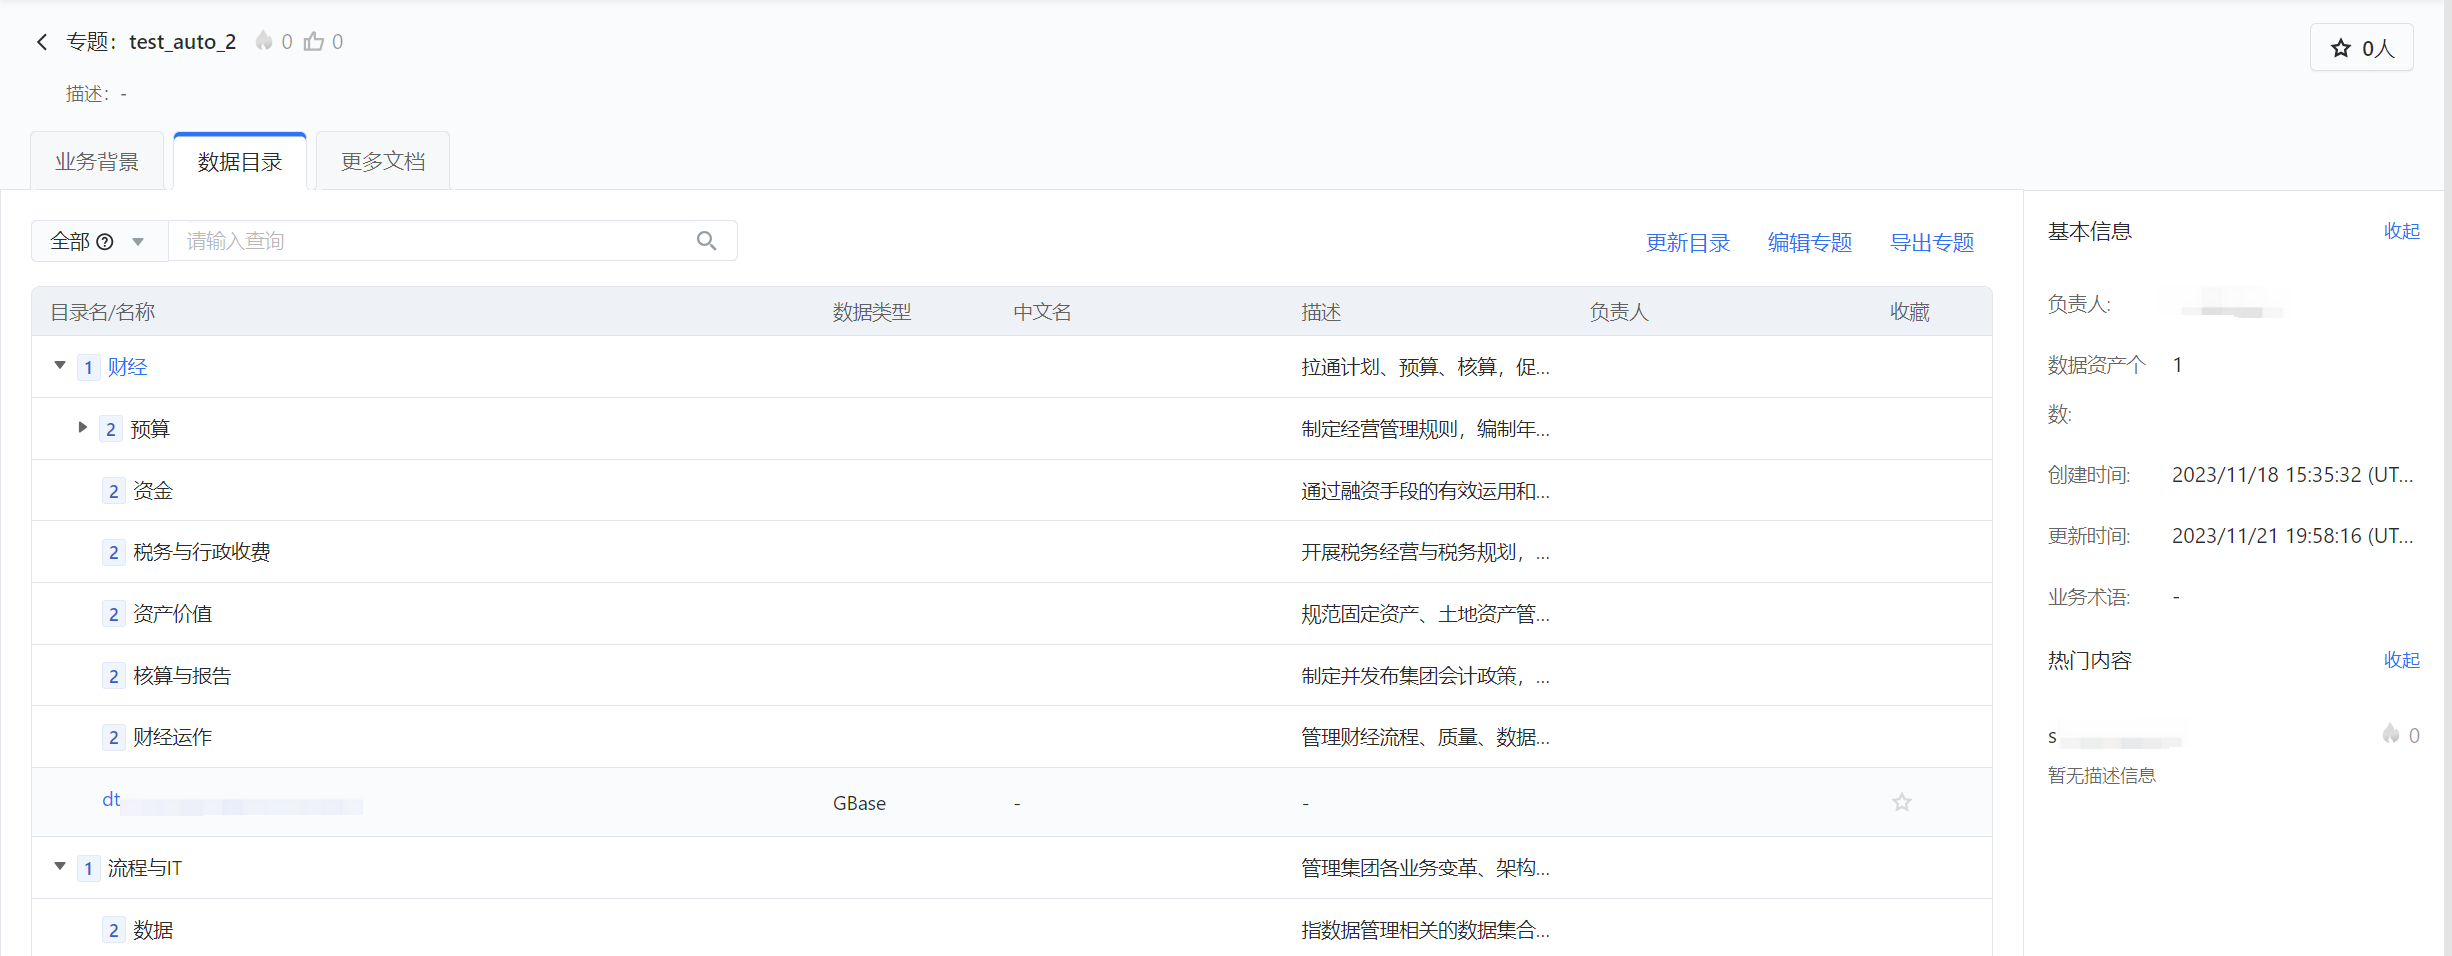 专题：test_auto_2 0 0
0人
描述：-
业务背景 数据目录 更多文档
全部 请输入查询
更新目录 编辑专题 导出专题
目录名/名称 数据类型 中文名 描述 负责人 收藏
1 财经 拉通计划、预算、核算，促...
2 预算 制定经营管理规则，编制年...
2 资金 通过融资手段的有效运用和...
2 税务与行政收费 开展税务经营与税务规划，...
2 资产价值 规范固定资产、土地资产管...
2 核算与报告 制定并发布集团会计政策，...
2 财经运作 管理财经流程、质量、数据...
dt GBase - -
1 流程与IT 管理集团各业务变革、架构...
2 数据 指数据管理相关的数据集合...
基本信息 收起
负责人:
数据资产个 1
数:
创建时间: 2023/11/18 15:35:32 (UT...
更新时间: 2023/11/21 19:58:16 (UT...
业务术语: -
热门内容 收起
s 0
暂无描述信息